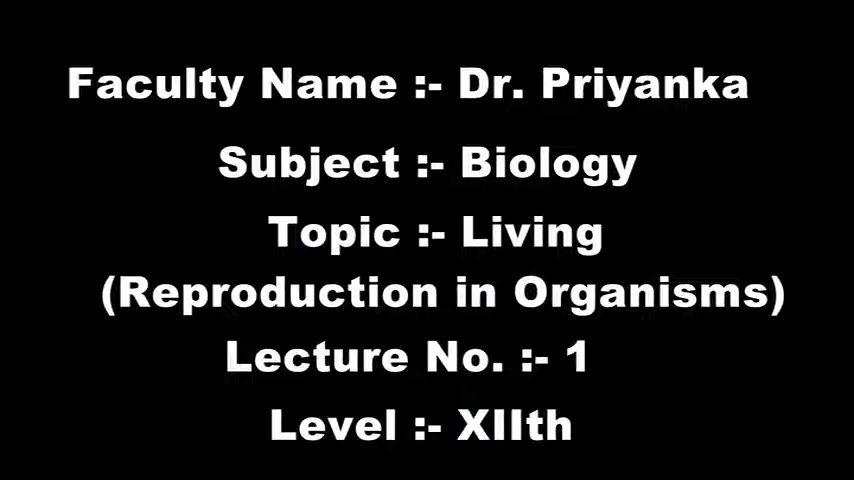 Faculty Name :- Dr. Priyanka
Subject :- Biology
Topic :- Living
(Reproduction in Organisms)
Lecture No. :- 1
Level :- XIIth